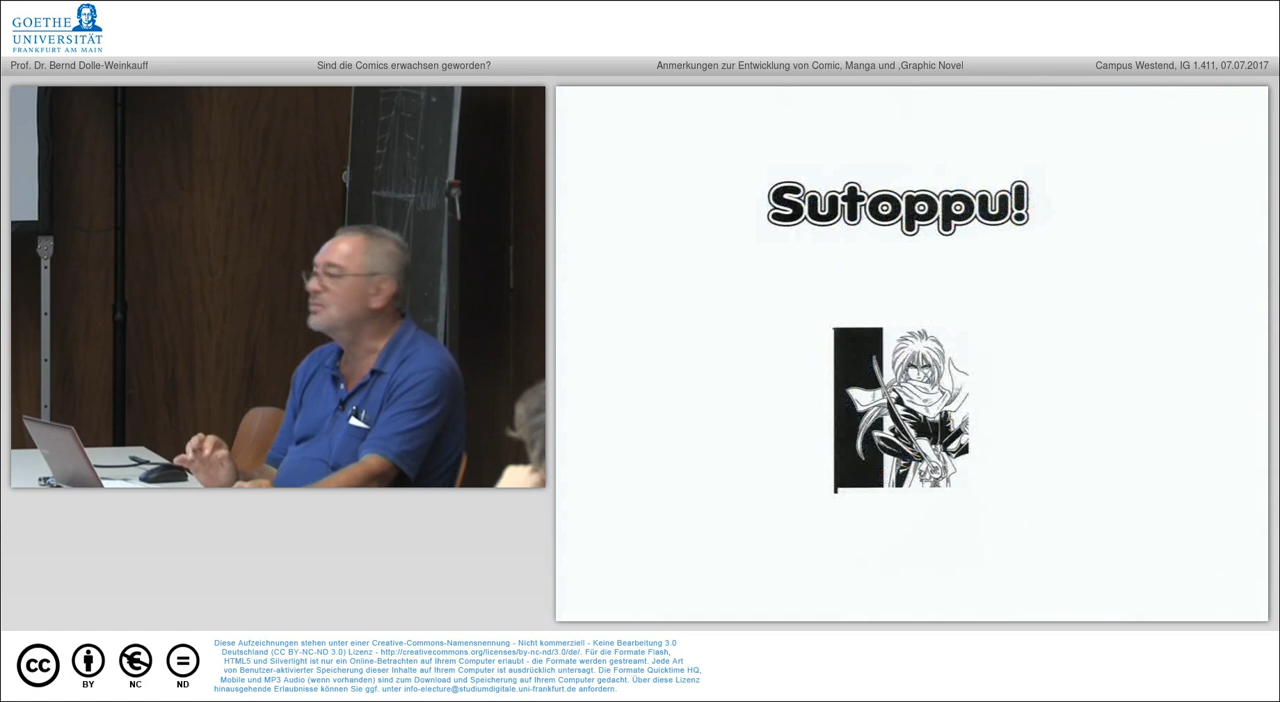 GOETHE
UNIVERSITÄT
FRANKFURT AM MAIN
Prof. Dr. Bernd Dolle-Weinkauff
Sind die Comics erwachsen geworden?
Anmerkungen zur Entwicklung von Comic, Manga und ‚Graphic Novel
Campus Westend, IG 1.411, 07.07.2017
Sutoppu!
cc
BY
NC
ND
Diese Aufzeichnungen stehen unter einer Creative-Commons-Namensnennung - Nicht kommerziell - Keine Bearbeitung 3.0
Deutschland (CC BY-NC-ND 3.0) Lizenz - http://creativecommons.org/licenses/by-nc-nd/3.0/de/. Für die Formate Flash,
HTML5 und Silverlight ist nur ein Online-Betrachten auf Ihrem Computer erlaubt - die Formate werden gestreamt. Jede Art
von Benutzer-aktivierter Speicherung dieser Inhalte auf Ihrem Computer ist ausdrücklich untersagt. Die Formate Quicktime HQ,
Mobile und MP3 Audio (wenn vorhanden) sind zum Download und Speicherung auf Ihrem Computer gedacht. Über diese Lizenz
hinausgehende Erlaubnisse können Sie ggf. unter info-electure@studiumdigitale.uni-frankfurt.de anfordern.